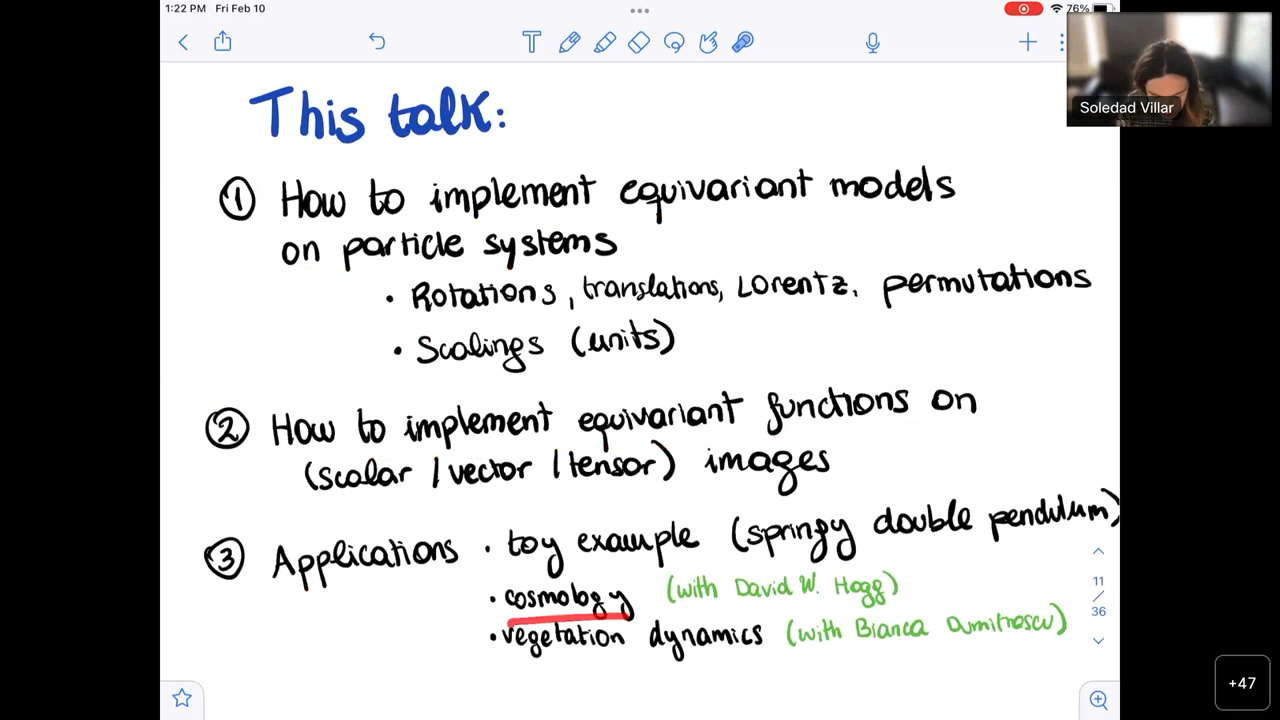 1:22 PM Fri Feb 10
76%
Soledad Villar
This talk:
① How to implement equivariant models
on particle systems
• Rotations, translations, Lorentz, permutations
• Scalings (units)
② How to implement equivariant functions on
(scalar / vector / tensor) images
③ Applications • toy example (springy double pendulum)
• cosmology (with David W. Hogg)
• vegetation dynamics (with Bianca Dumitrascu)
11
/
36
+47